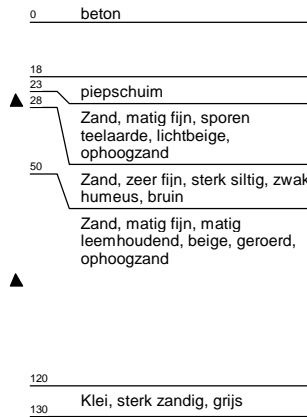 0 beton
18
23 piepschuim
28 Zand, matig fijn, sporen
teelaarde, lichtbeige,
ophoogzand
50 Zand, zeer fijn, sterk siltig, zwak
humeus, bruin
Zand, matig fijn, matig
leemhoudend, beige, geroerd,
ophoogzand
120
Klei, sterk zandig, grijs
130